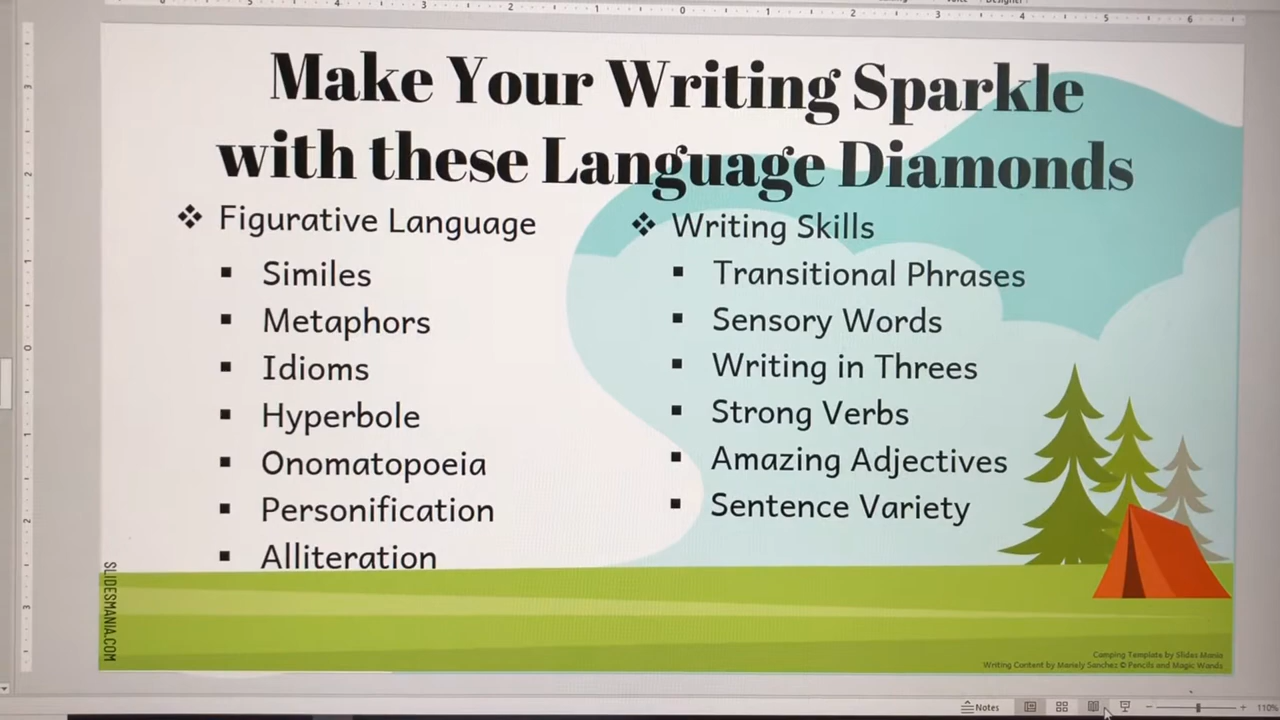 Make Your Writing Sparkle
with these Language Diamonds
❖ Figurative Language
▪ Similes
▪ Metaphors
▪ Idioms
▪ Hyperbole
▪ Onomatopoeia
▪ Personification
▪ Alliteration
❖ Writing Skills
▪ Transitional Phrases
▪ Sensory Words
▪ Writing in Threes
▪ Strong Verbs
▪ Amazing Adjectives
▪ Sentence Variety
SLIDESMANIA.COM
Camping Template by Slides Mania
Writing Content by Mariely Sanchez © Pencils and Magic Wands
Notes
110%